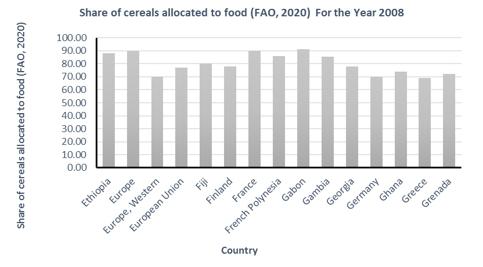 Share of cereals allocated to food (FAO, 2020)  For the Year 2008
Share of cereals allocated to food (FAO, 2020)
100.00
90.00
80.00
70.00
60.00
50.00
40.00
30.00
20.00
10.00
0.00
Ethiopia
Europe
Europe, Western
European Union
Fiji
Finland
France
French Polynesia
Gabon
Gambia
Georgia
Germany
Ghana
Greece
Grenada
Country